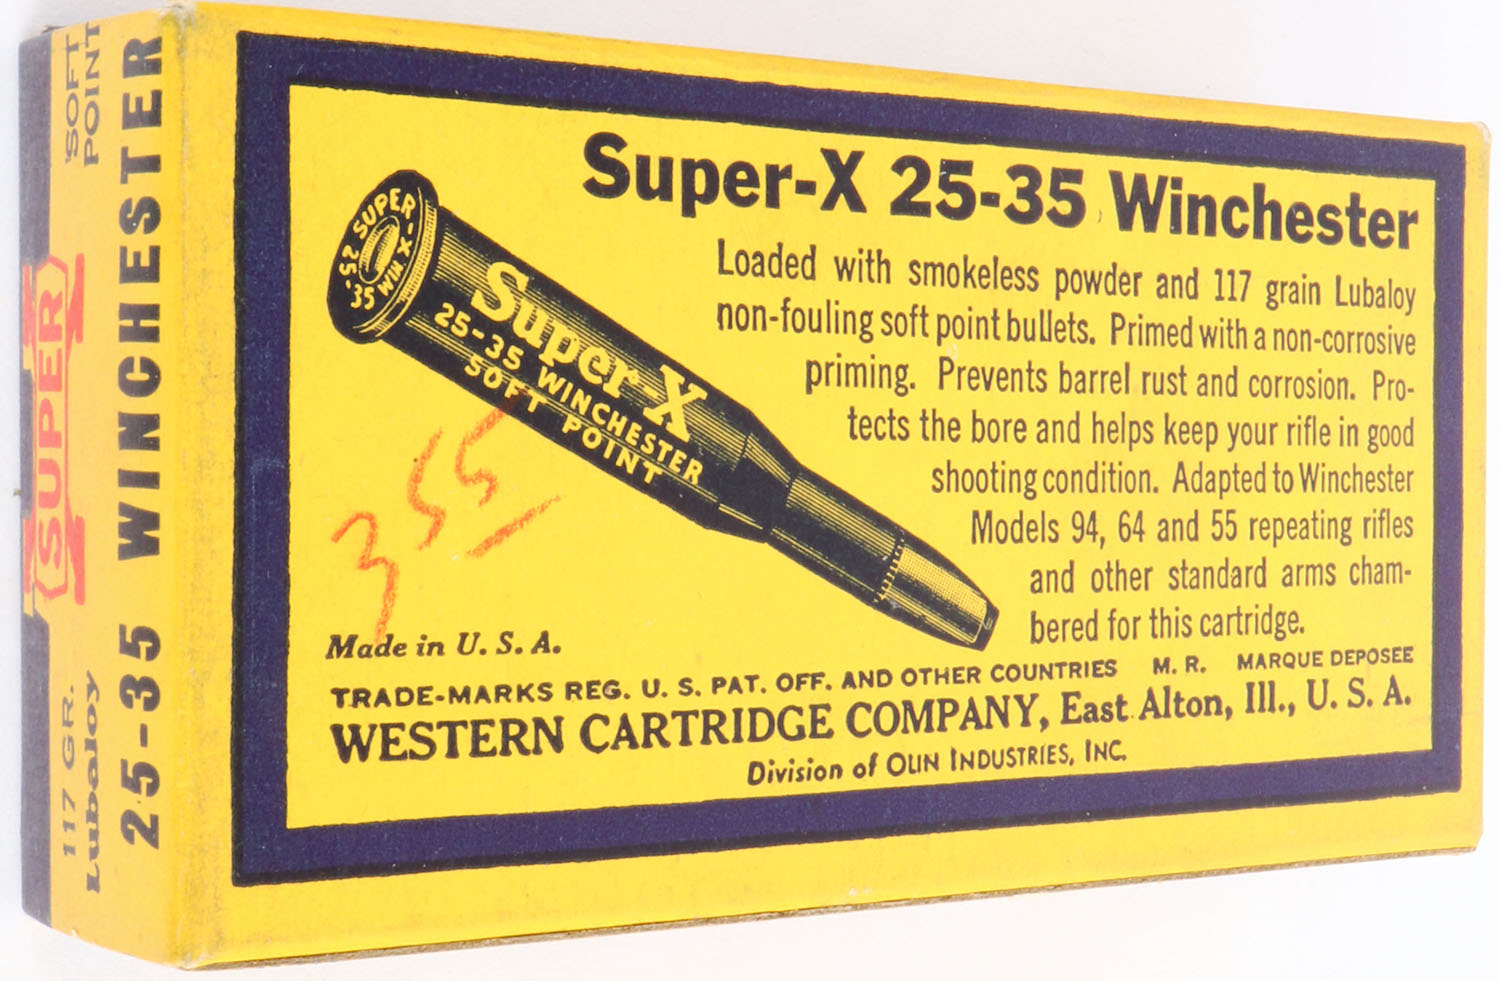 Super-X 25-35 Winchester
Loaded with smokeless powder and 117 grain Lubaloy
non-fouling soft point bullets. Primed with a non-corrosive
priming. Prevents barrel rust and corrosion. Pro-
tects the bore and helps keep your rifle in good
shooting condition. Adapted to Winchester
Models 94, 64 and 55 repeating rifles
and other standard arms cham-
bered for this cartridge.
SUPER-X
25-35 WIN
Super-X
25-35 WINCHESTER
SOFT POINT
355
Made in U. S. A.
TRADE-MARKS REG. U. S. PAT. OFF. AND OTHER COUNTRIES M. R. MARQUE DEPOSEE
WESTERN CARTRIDGE COMPANY, East Alton, Ill., U. S. A.
Division of OLIN INDUSTRIES, INC.
117 GR.
Lubaloy
SUPER
X
SOFT
POINT
25-35 WINCHESTER